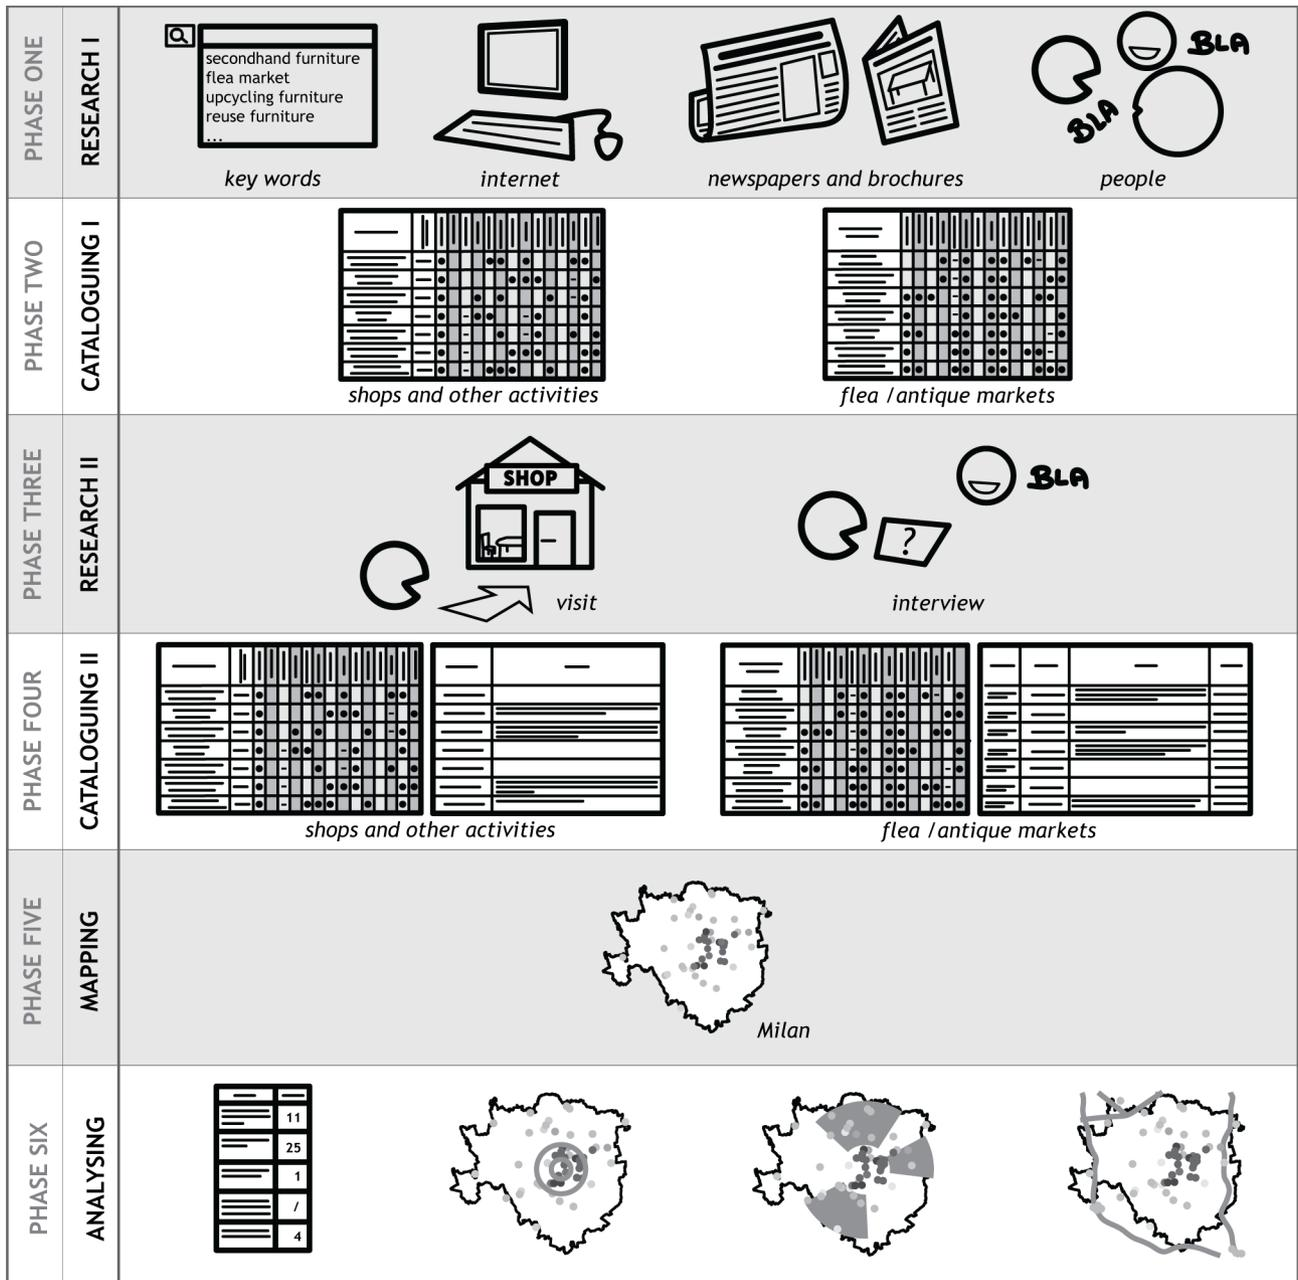 PHASE ONE
RESEARCH I
secondhand furniture
flea market
upcycling furniture
reuse furniture
...
BLA
BLA
key words
internet
newspapers and brochures
people
PHASE TWO
CATALOGUING I
shops and other activities
flea /antique markets
PHASE THREE
RESEARCH II
SHOP
BLA
?
visit
interview
PHASE FOUR
CATALOGUING II
shops and other activities
flea /antique markets
PHASE FIVE
MAPPING
Milan
PHASE SIX
ANALYSING
11
25
1
/
4